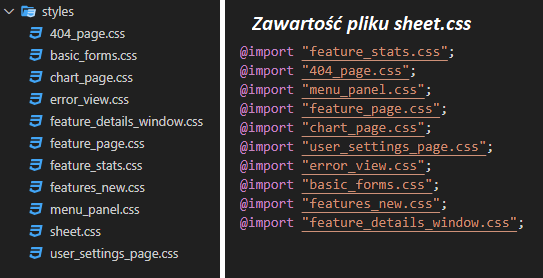 styles
404_page.css
basic_forms.css
chart_page.css
error_view.css
feature_details_window.css
feature_page.css
feature_stats.css
features_new.css
menu_panel.css
sheet.css
user_settings_page.css
Zawartość pliku sheet.css
@import "feature_stats.css";
@import "404_page.css";
@import "menu_panel.css";
@import "feature_page.css";
@import "chart_page.css";
@import "user_settings_page.css";
@import "error_view.css";
@import "basic_forms.css";
@import "features_new.css";
@import "feature_details_window.css";